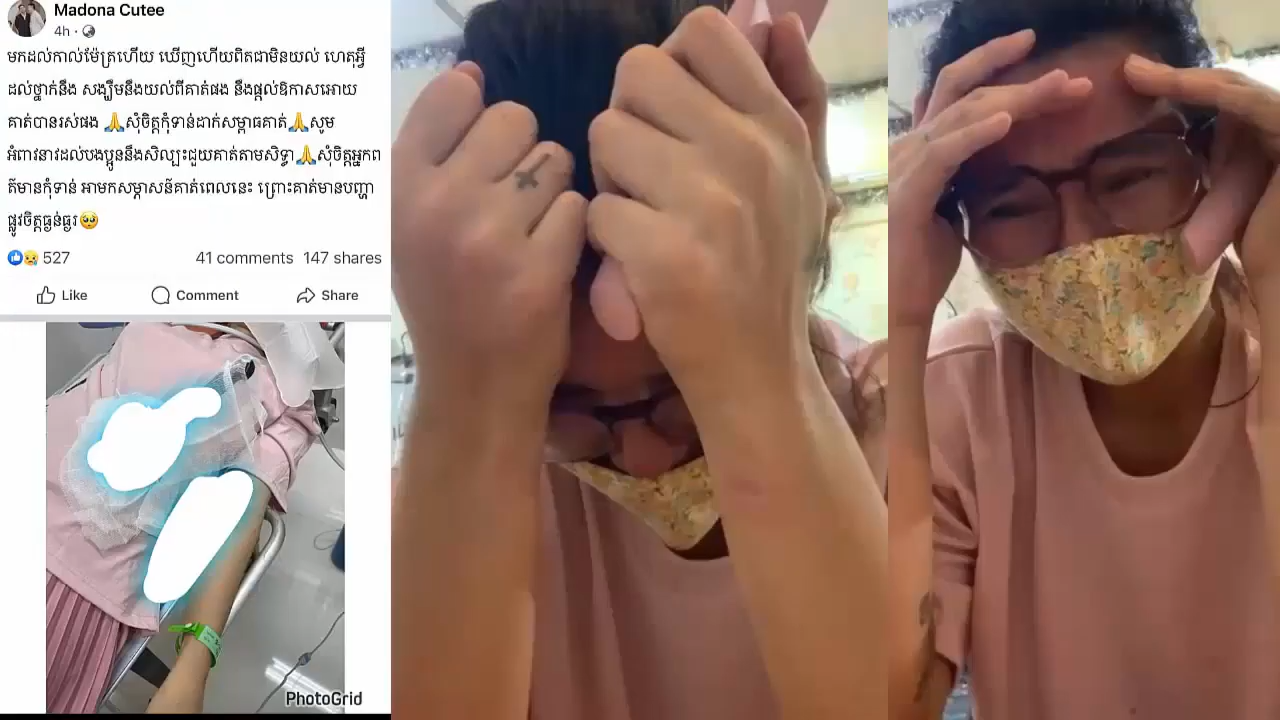 Madona Cutee
4h ·
មកដល់កាល់ម៉ែត្រហើយ ឃើញហើយពិតជាមិនយល់ ហេតុអ្វី
ដល់ថ្នាក់នឹង សង្ឃឹមនឹងយល់ពីគាត់ផង នឹងផ្តល់ឱកាសអោយ
គាត់បានរស់ផង 🙏សុំចិត្តកុំទាន់ដាក់សម្ពាធគាត់🙏សូម
អំពាវនាវដល់បងប្អូននឹងសិល្បះជួយគាត់តាមសិទ្ធា🙏សុំចិត្តអ្នកព
ត៏មានកុំទាន់ អាមកសម្ភាសន៏គាត់ពេលនេះ ព្រោះគាត់មានបញ្ហា
ផ្លូវចិត្តធ្ងន់ធ្ងរ🥺
527 41 comments 147 shares
Like Comment Share
PhotoGrid